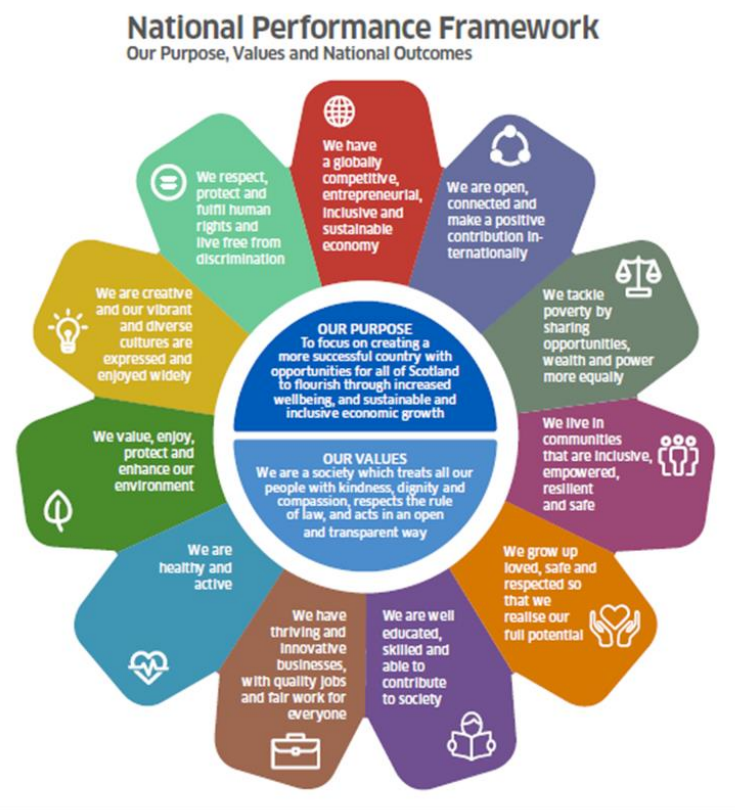 National Performance Framework
Our Purpose, Values and National Outcomes
We have
a globally
competitive,
entrepreneurial,
inclusive and
sustainable
economy
We are open,
connected and
make a positive
contribution in-
ternationally
We tackle
poverty by
sharing
opportunities,
wealth and power
more equally
We live in
communities
that are inclusive,
empowered,
resilient
and safe
We grow up
loved, safe and
respected so
that we
realise our
full potential
We are well
educated,
skilled and
able to
contribute
to society
We have
thriving and
innovative
businesses,
with quality jobs
and fair work for
everyone
We are
healthy and
active
We value, enjoy,
protect and
enhance our
environment
We are creative
and our vibrant
and diverse
cultures are
expressed and
enjoyed widely
We respect,
protect and
fulfil human
rights and
live free from
discrimination
OUR PURPOSE
To focus on creating a
more successful country with
opportunities for all of Scotland
to flourish through increased
wellbeing, and sustainable and
inclusive economic growth
OUR VALUES
We are a society which treats all our
people with kindness, dignity and
compassion, respects the rule
of law, and acts in an open
and transparent way